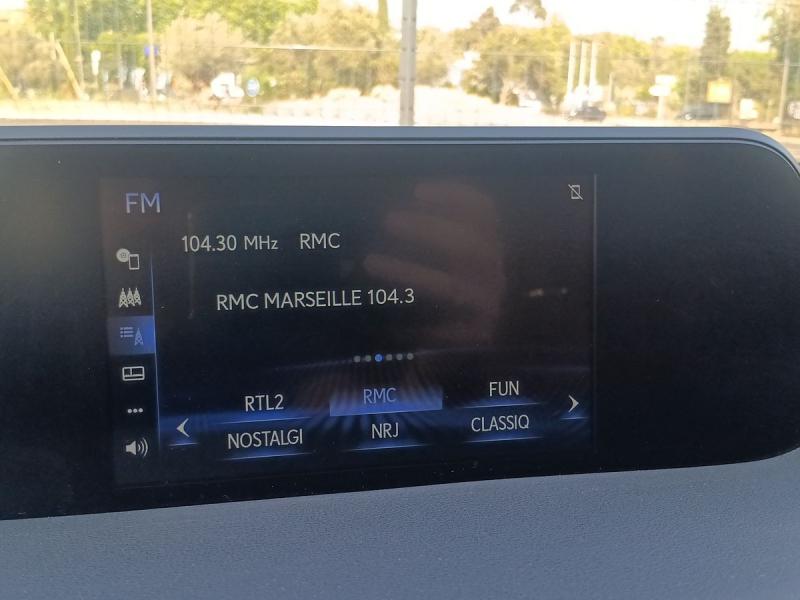 FM
104.30 MHz RMC
RMC MARSEILLE 104.3
RTL2 RMC FUN
NOSTALGI NRJ CLASSIQ